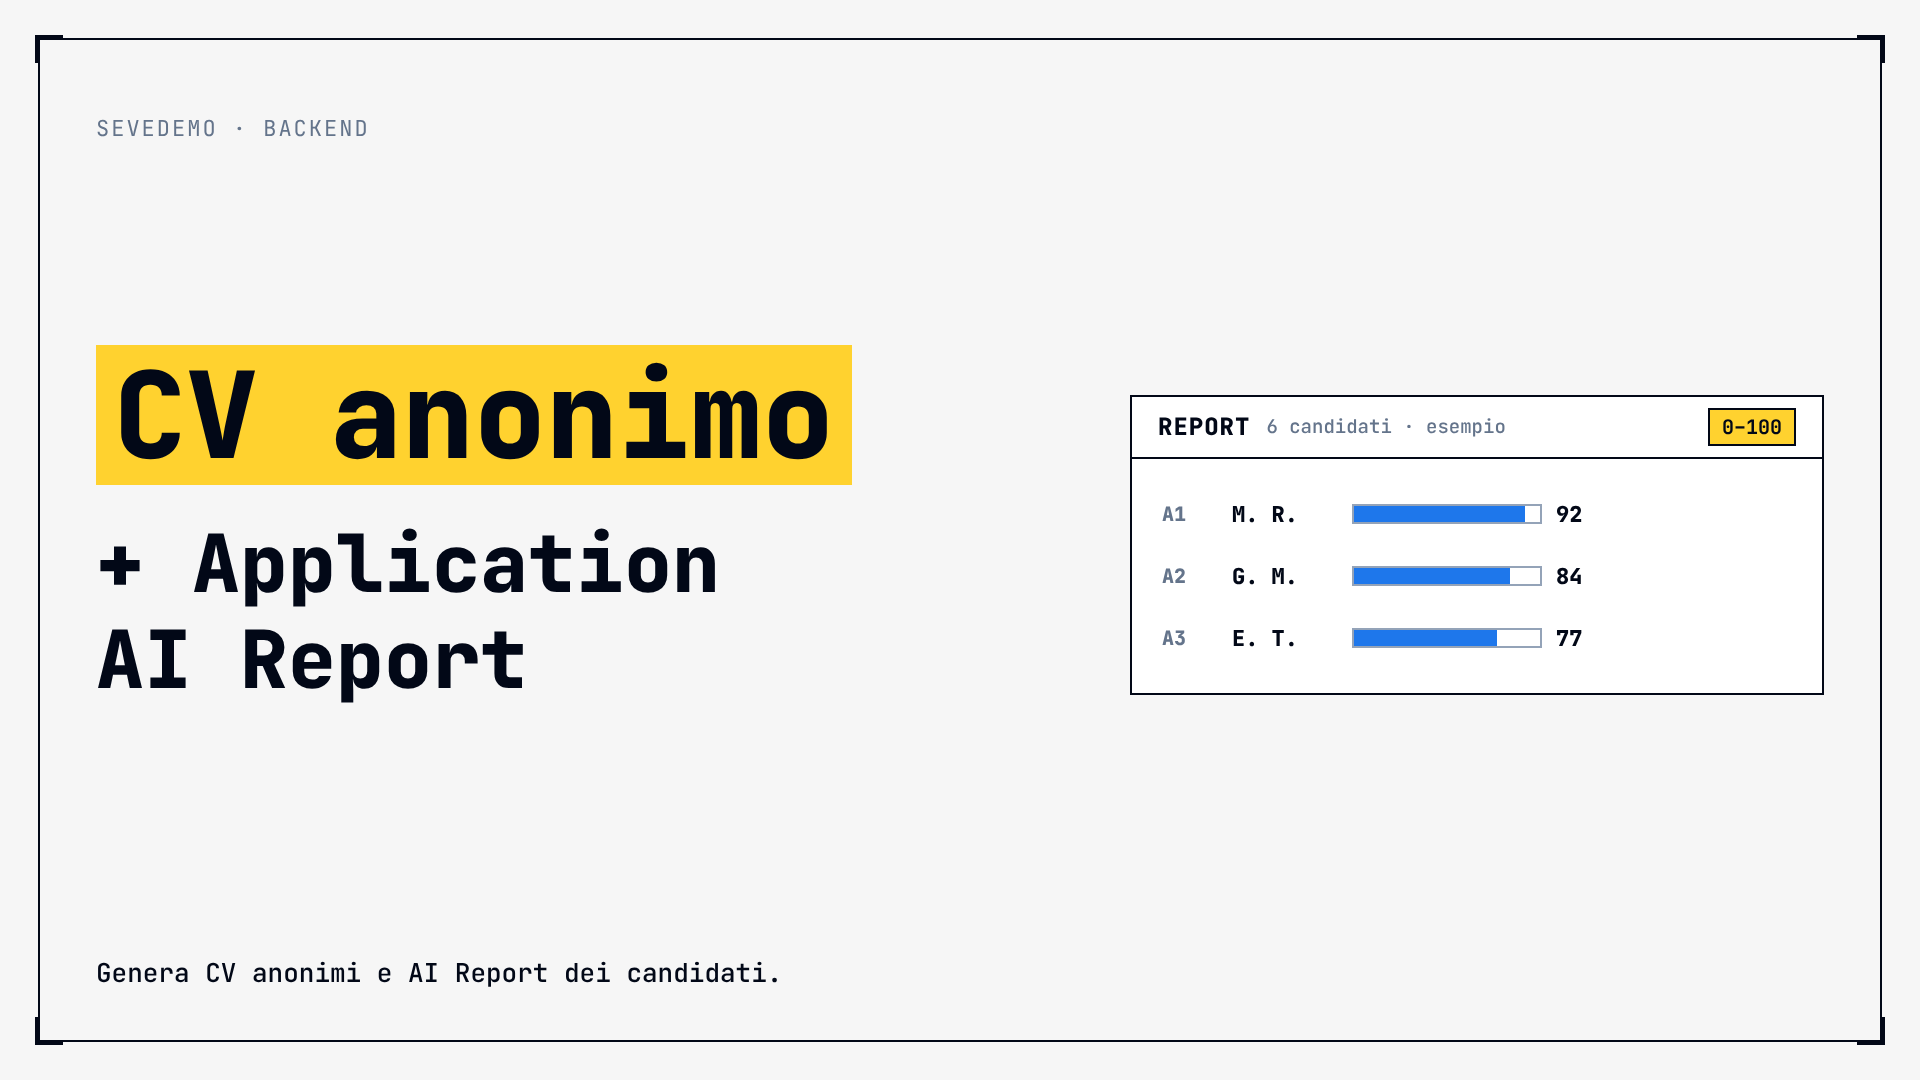 SEVEDEMO · BACKEND
CV anonimo
+ Application
AI Report
REPORT 6 candidati · esempio 0–100
A1 M. R. 92
A2 G. M. 84
A3 E. T. 77
Genera CV anonimi e AI Report dei candidati.